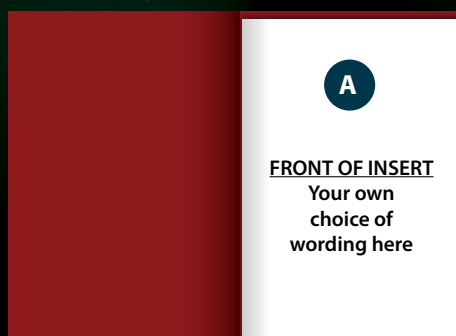 A
FRONT OF INSERT
Your own
choice of
wording here